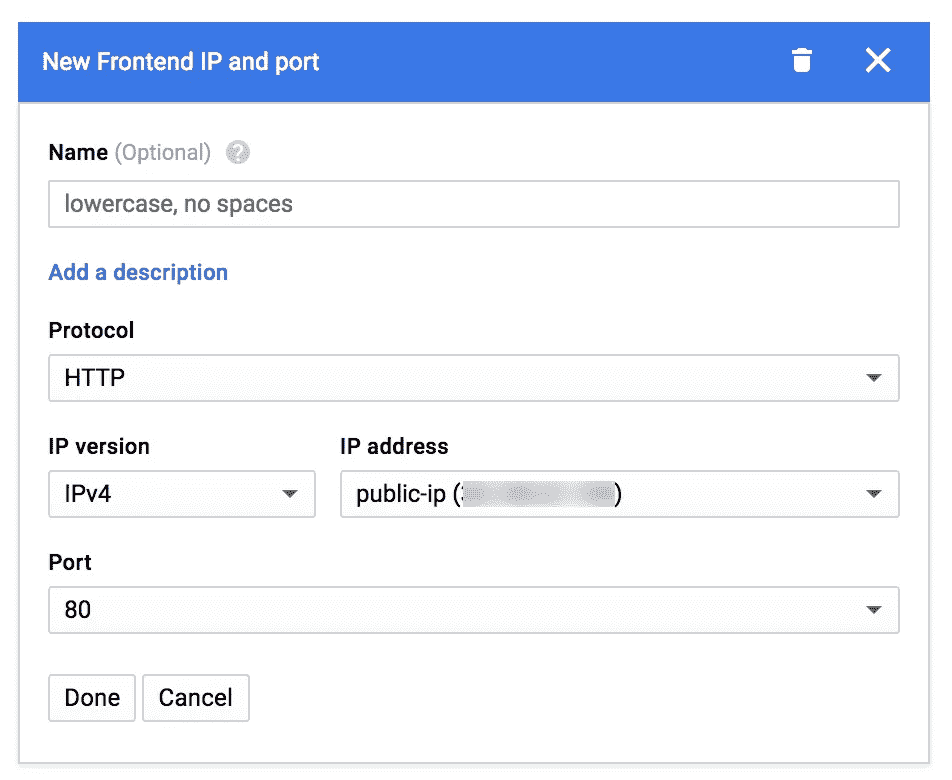 New Frontend IP and port
Name (Optional) ?
lowercase, no spaces
Add a description
Protocol
HTTP
IP version IP address
IPv4 public-ip ( )
Port
80
Done Cancel